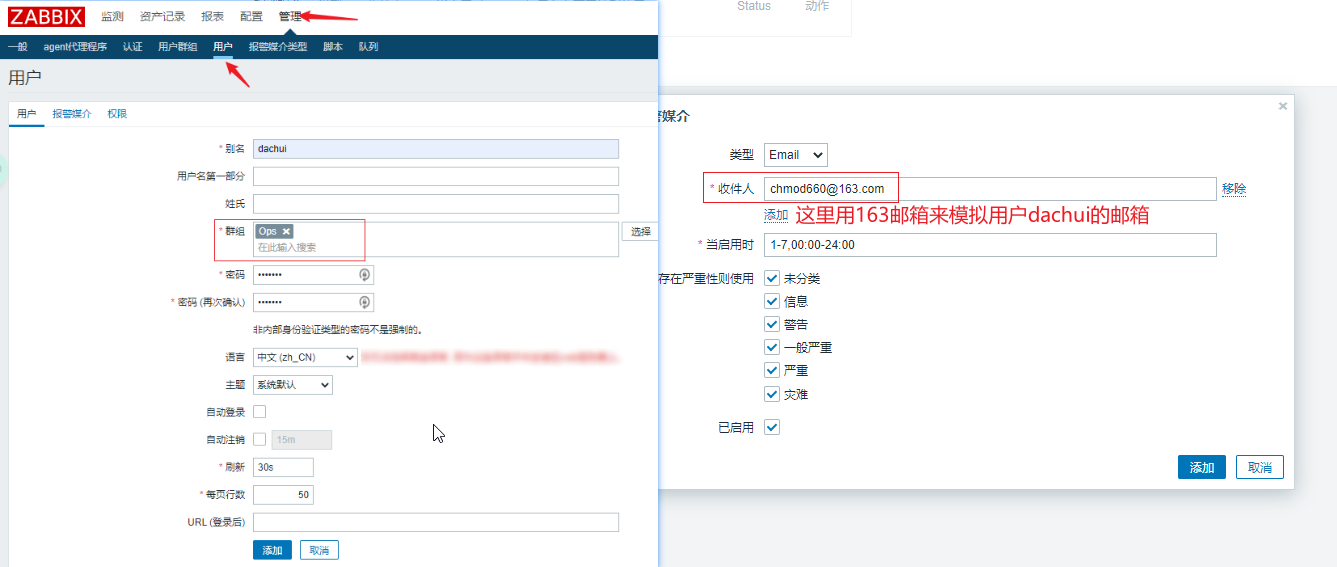 ZABBIX 监测 资产记录 报表 配置 管理
一般 agent代理程序 认证 用户群组 用户 报警媒介类型 脚本 队列
用户
用户 报警媒介 权限
* 别名 dachui
用户名第一部分
姓氏
* 群组 Ops ×
在此输入搜索
选择
* 密码 •••••••
* 密码 (再次确认) •••••••
非内部身份验证类型的密码不是强制的。
语言 中文 (zh_CN)
主题 系统默认
自动登录
自动注销 15m
* 刷新 30s
* 每页行数 50
URL (登录后)
添加 取消
Status 动作
媒介 ×
类型 Email
* 收件人 chmod660@163.com 移除
添加 这里用163邮箱来模拟用户dachui的邮箱
* 当启用时 1-7,00:00-24:00
存在严重性则使用 未分类
信息
警告
一般严重
严重
灾难
已启用
添加 取消